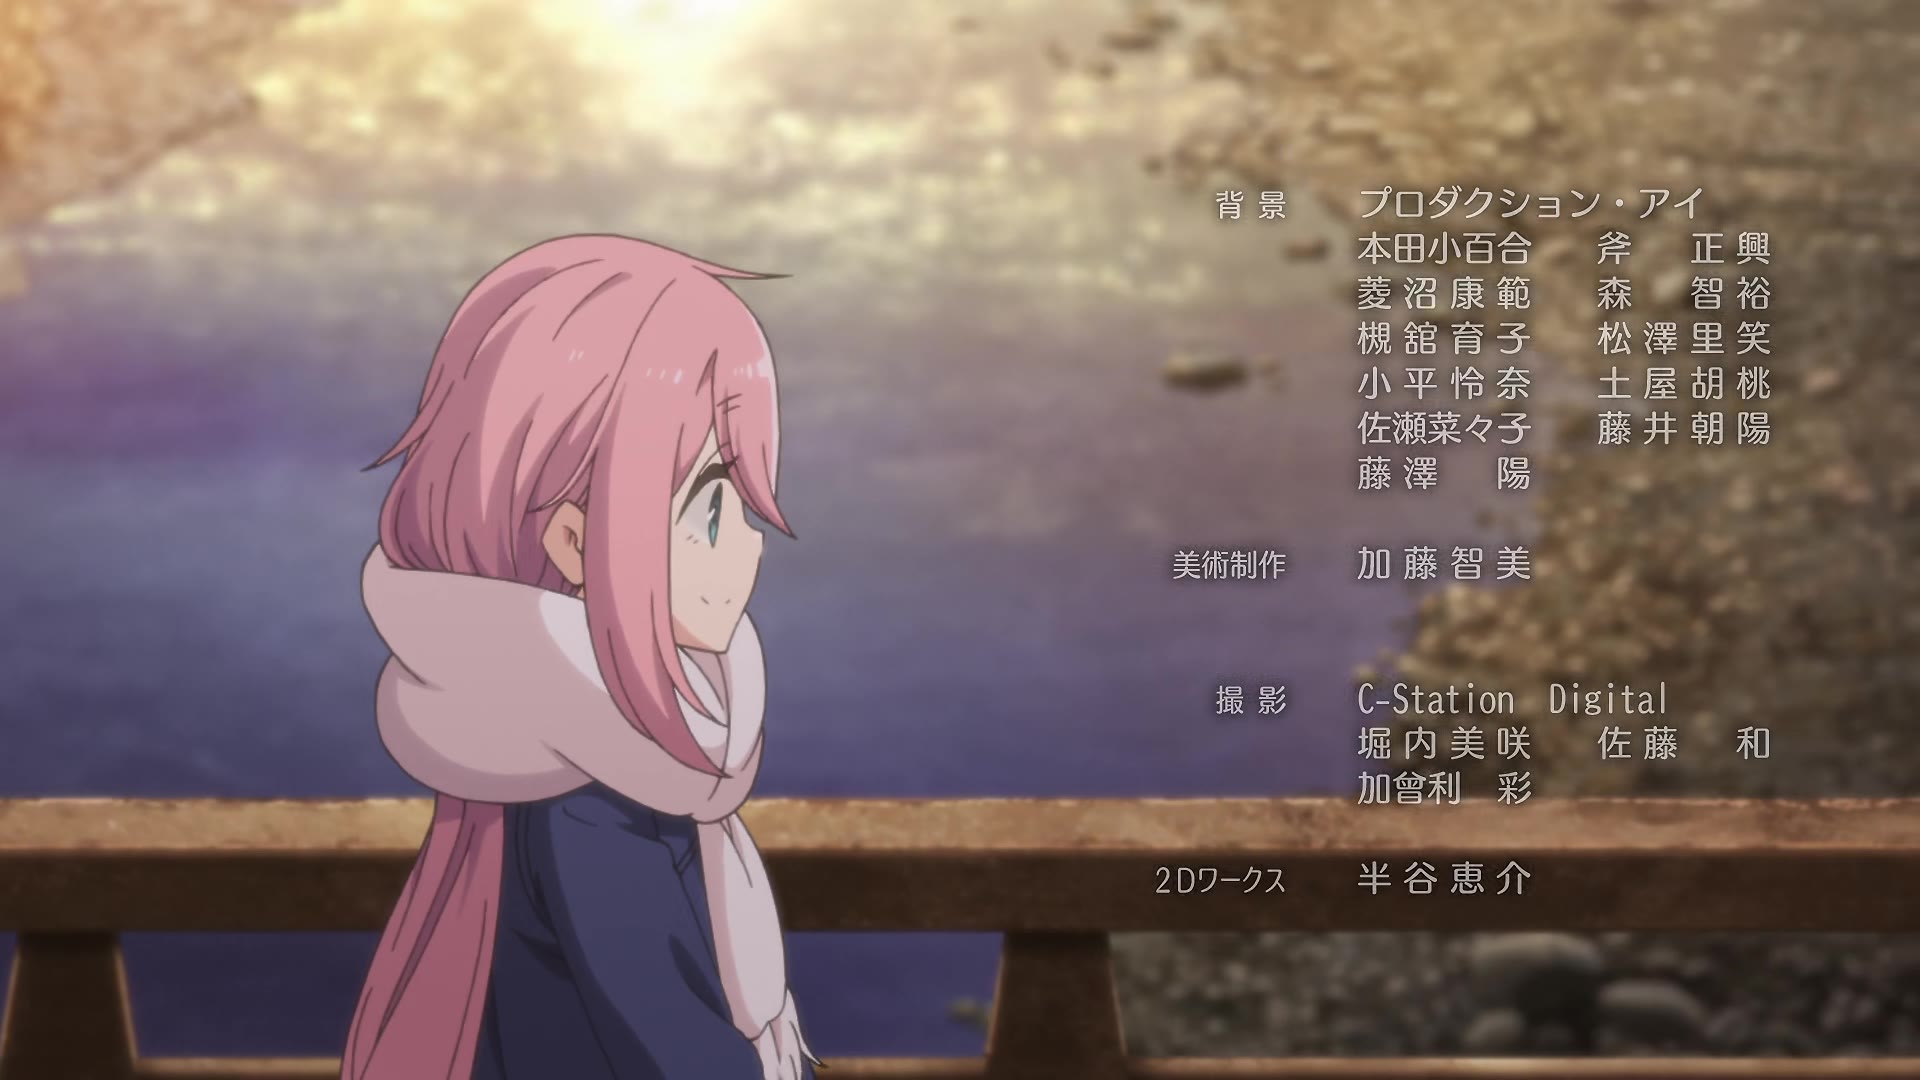 背景 プロダクション・アイ
本田小百合 斧 正興
菱沼康範 森 智裕
槻舘育子 松澤里笑
小平怜奈 土屋胡桃
佐瀬菜々子 藤井朝陽
藤澤 陽
美術制作 加藤智美
撮影 C-Station Digital
堀内美咲 佐藤 和
加曾利 彩
2Dワークス 半谷恵介